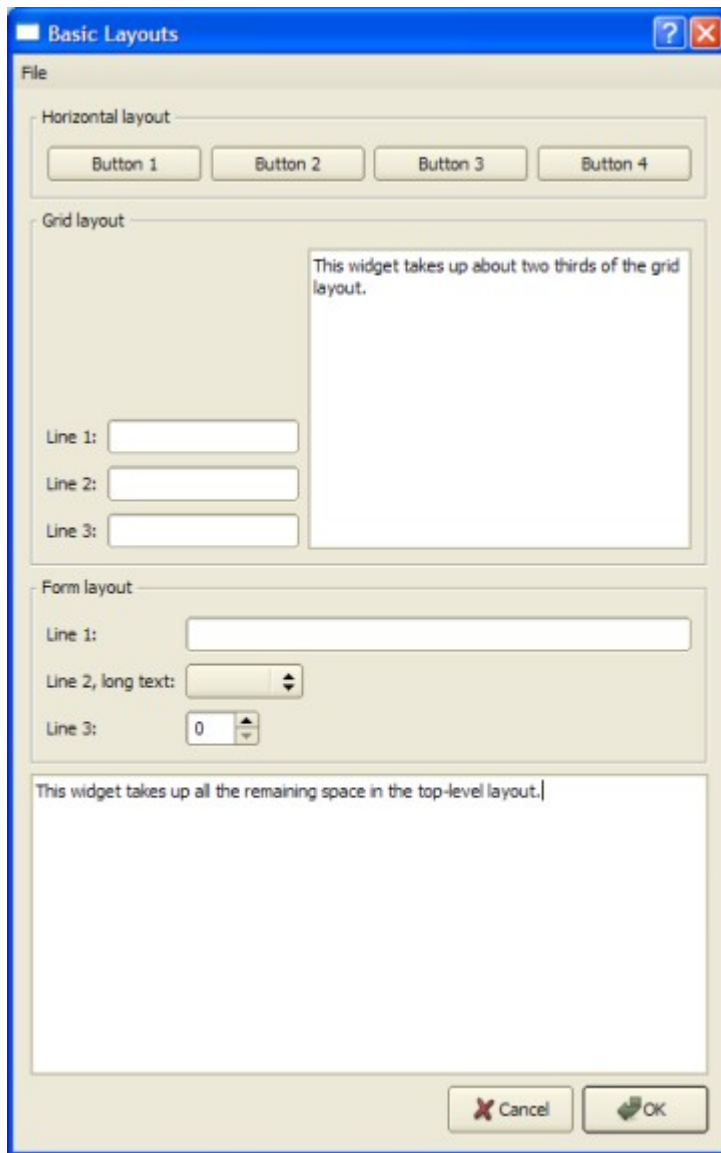 Basic Layouts
File
Horizontal layout
Button 1 Button 2 Button 3 Button 4
Grid layout
This widget takes up about two thirds of the grid
layout.
Line 1:
Line 2:
Line 3:
Form layout
Line 1:
Line 2, long text:
Line 3: 0
This widget takes up all the remaining space in the top-level layout.
Cancel OK